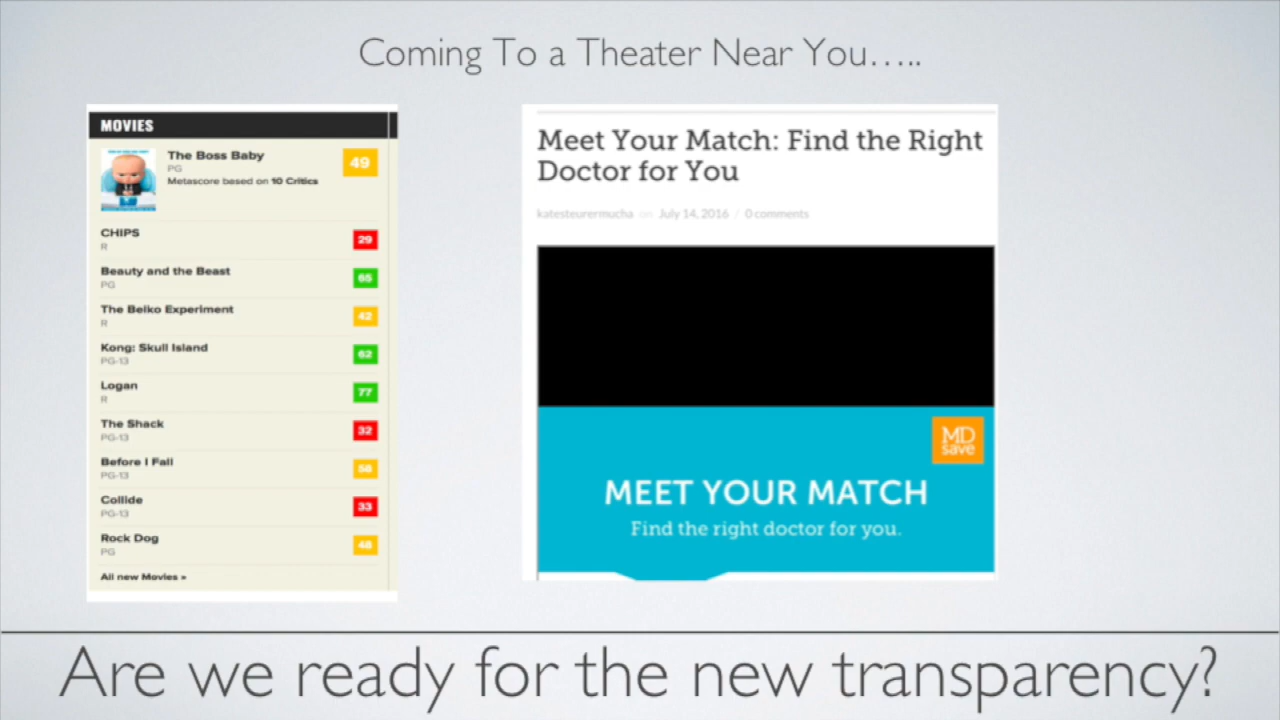 Coming To a Theater Near You…..
MOVIES
The Boss Baby
PG
Metascore based on 10 Critics
49
CHIPS
R
29
Beauty and the Beast
PG
65
The Belko Experiment
R
42
Kong: Skull Island
PG-13
62
Logan
R
77
The Shack
PG-13
32
Before I Fall
PG-13
Collide
PG-13
33
Rock Dog
PG
All new Movies »
Meet Your Match: Find the Right
Doctor for You
katesteurermucha on July 14, 2016 / 0 comments
MD
save
MEET YOUR MATCH
Find the right doctor for you.
Are we ready for the new transparency?